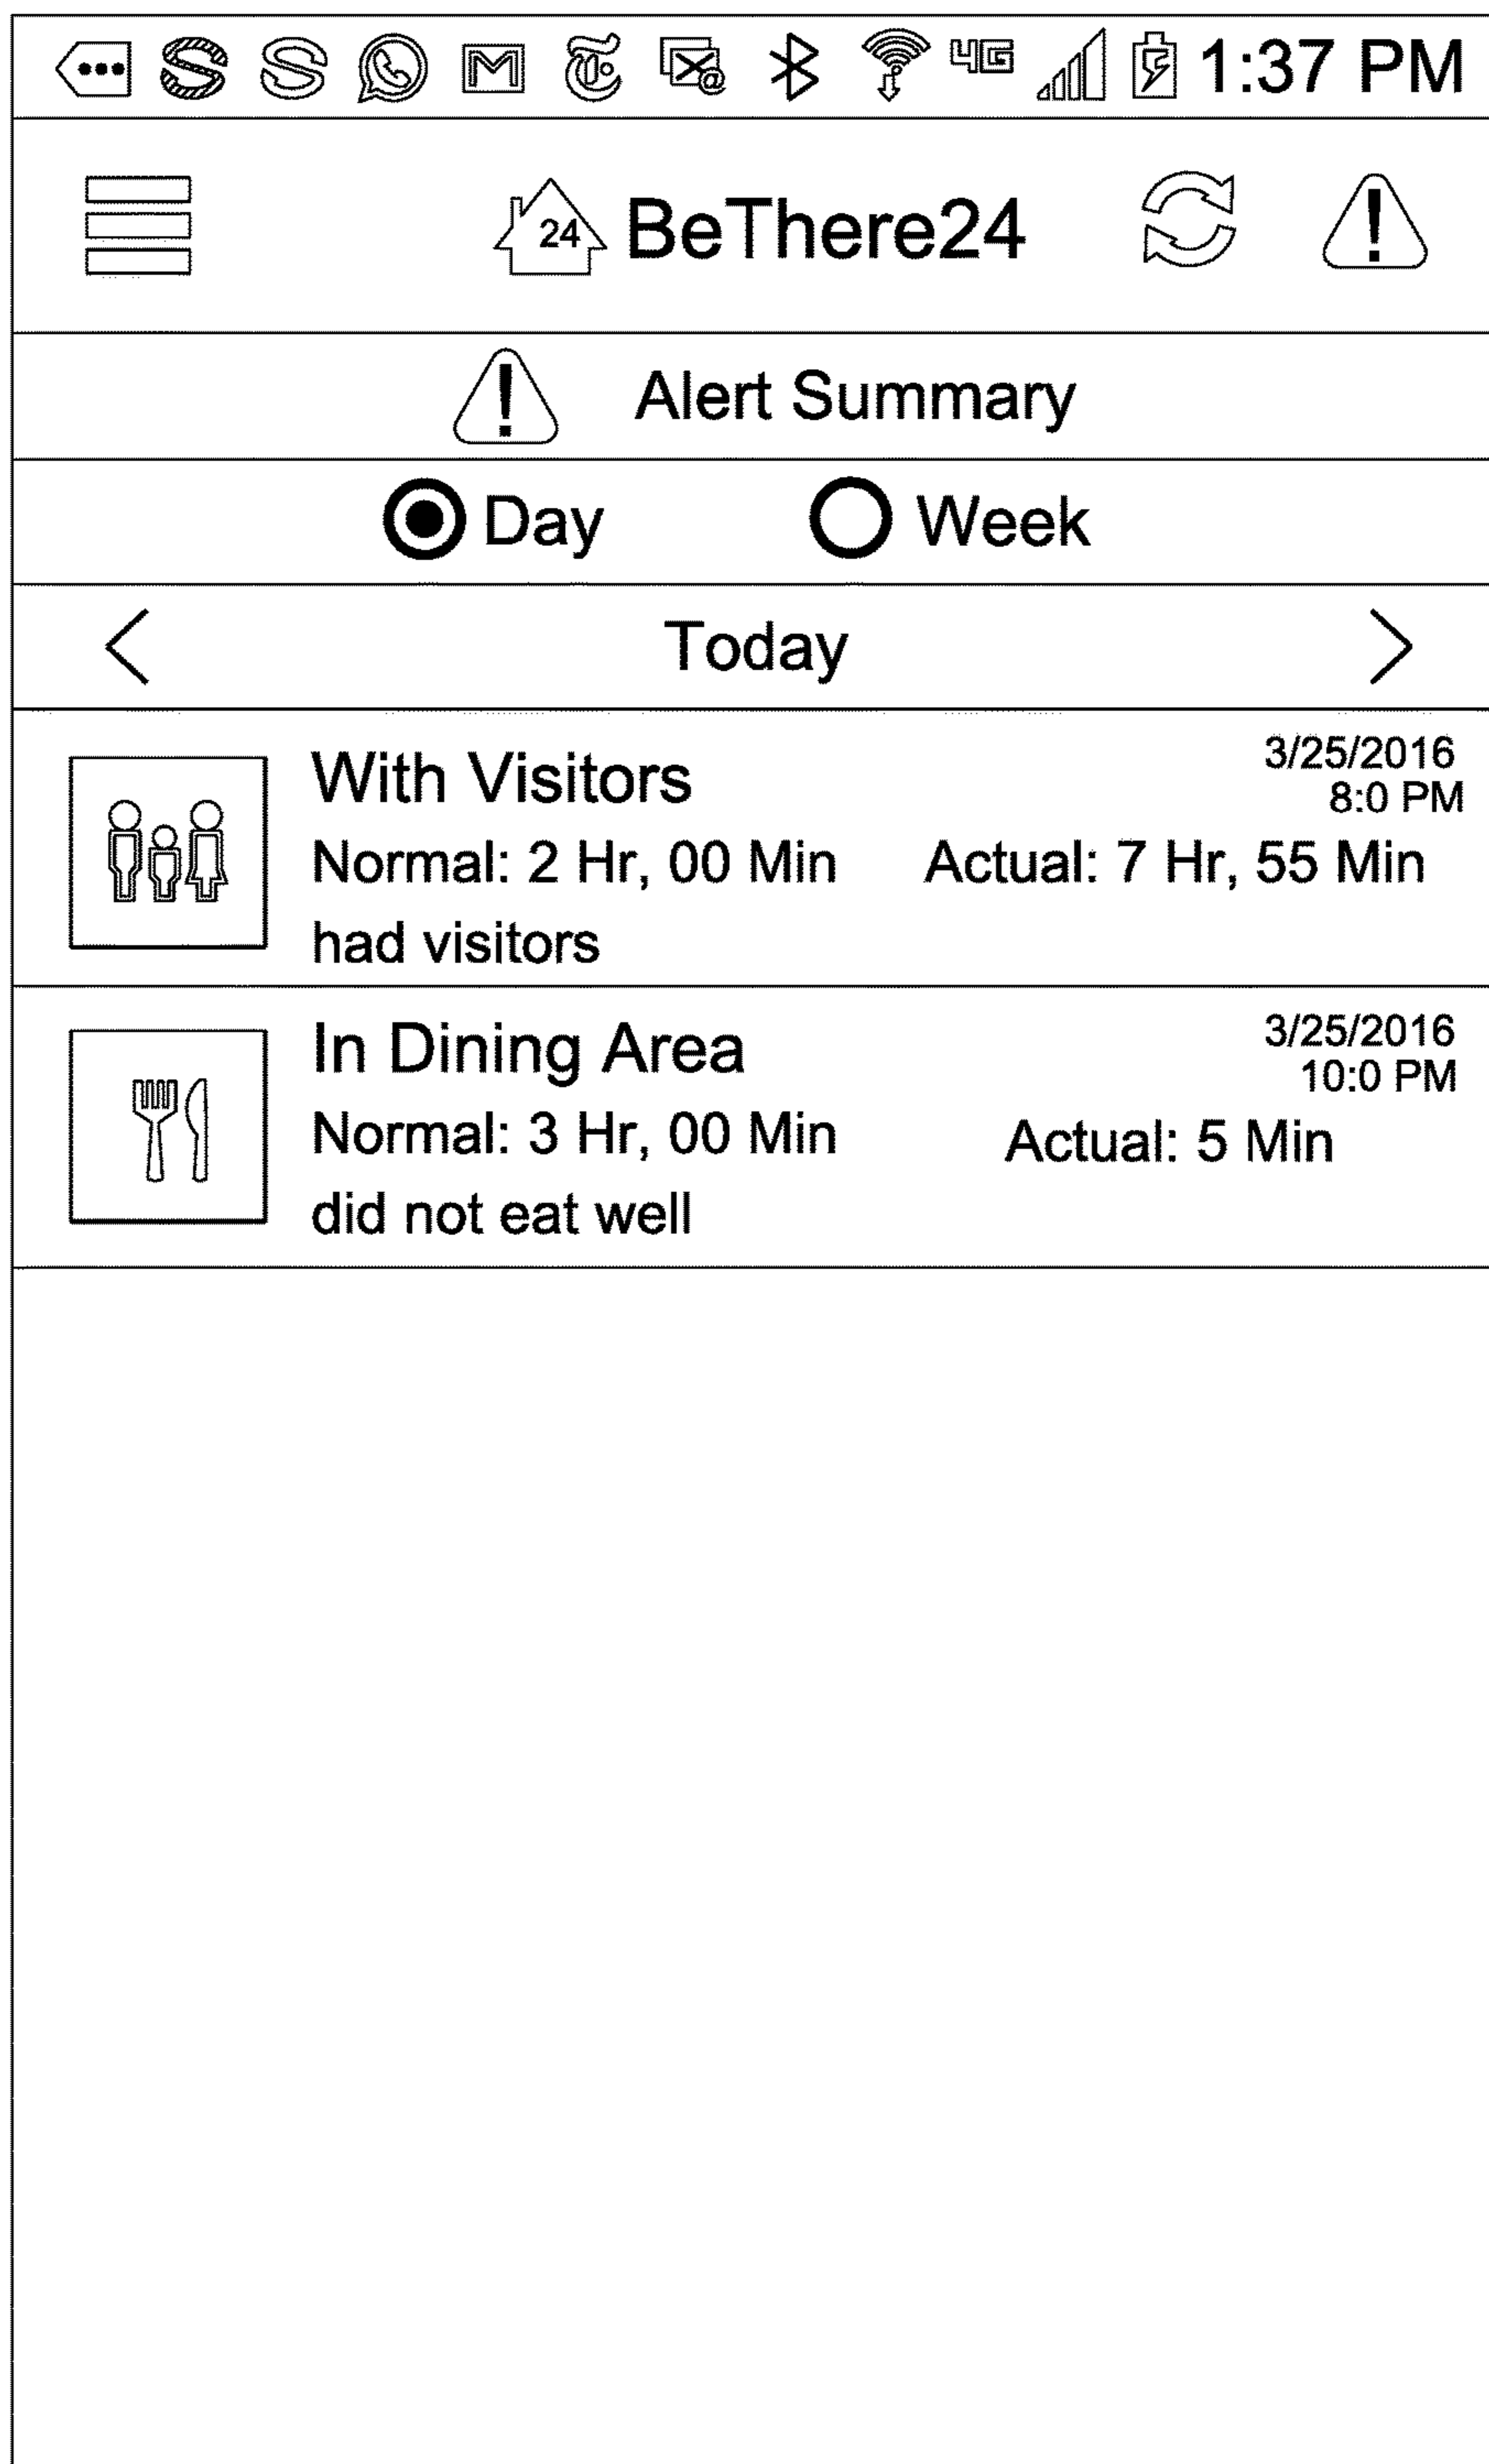 4G 1:37 PM
24 BeThere24
Alert Summary
Day Week
Today
With Visitors 3/25/2016
8:0 PM
Normal: 2 Hr, 00 Min Actual: 7 Hr, 55 Min
had visitors
In Dining Area 3/25/2016
10:0 PM
Normal: 3 Hr, 00 Min Actual: 5 Min
did not eat well